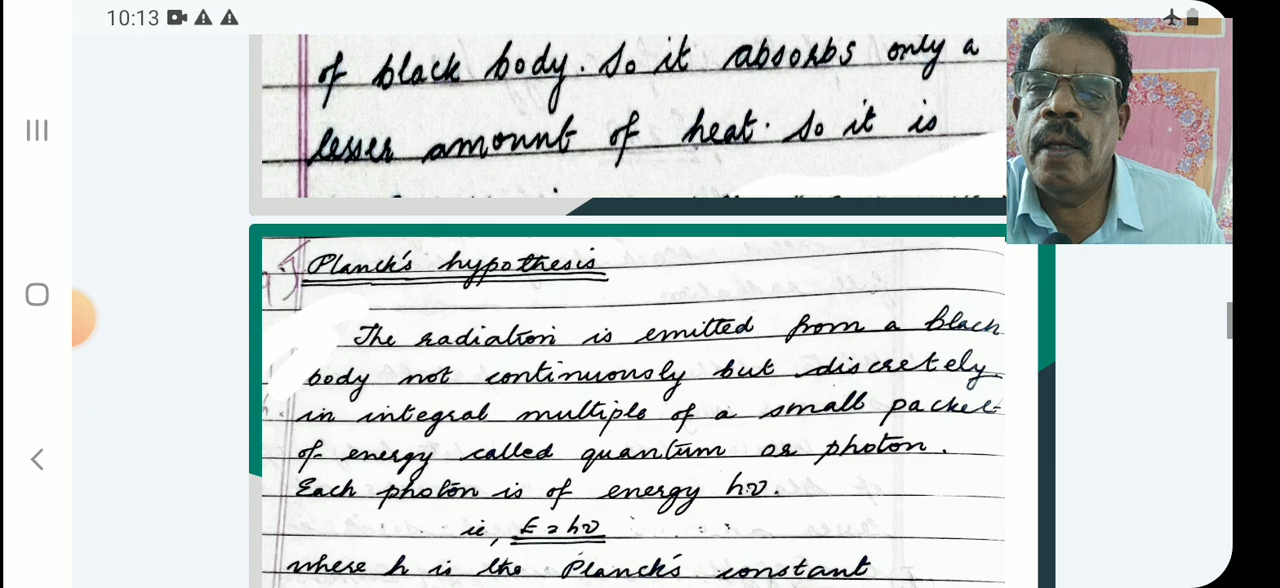 10:13
of black body. So it absorbs only a
lesser amount of heat. So it is
Planck's hypothesis
The radiation is emitted from a black
body not continuously but discretely.
in integral multiple of a small packet
of energy called quantum or photon.
Each photon is of energy hν.
ie, E = hν
where h is the Planck's constant